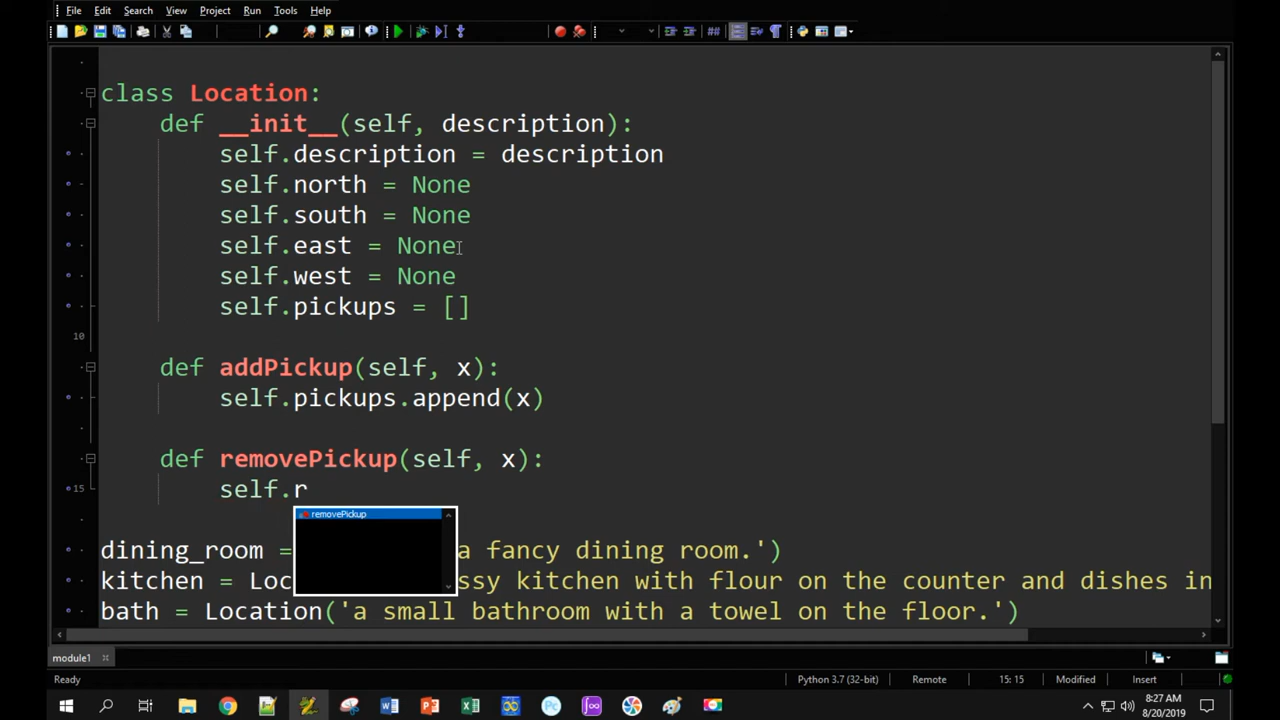 File Edit Search View Project Run Tools Help
class Location:
def __init__(self, description):
self.description = description
self.north = None
self.south = None
self.east = None
self.west = None
self.pickups = []
10
def addPickup(self, x):
self.pickups.append(x)
def removePickup(self, x):
15 self.r
removePickup
dining_room = a fancy dining room.')
kitchen = Loc ssy kitchen with flour on the counter and dishes in
bath = Location('a small bathroom with a towel on the floor.')
module1
Ready Python 3.7 (32-bit) Remote 15: 15 Modified Insert
8:27 AM
8/20/2019